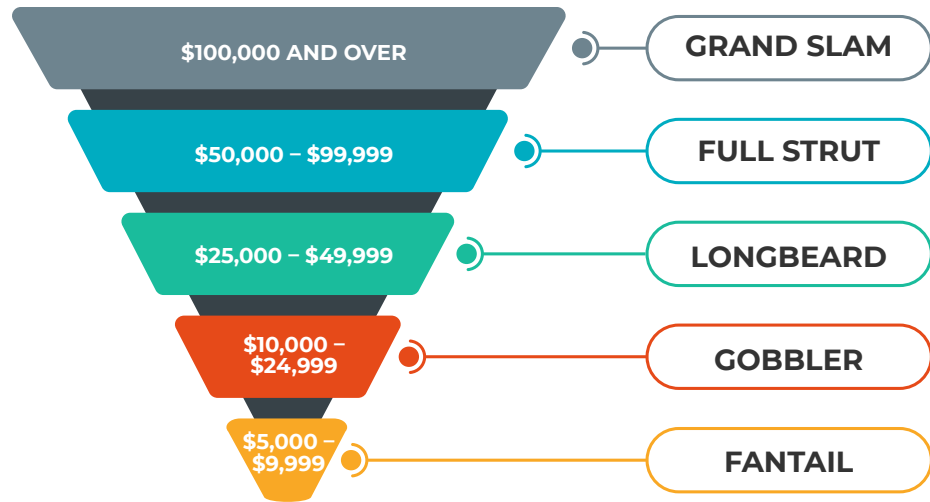 $100,000 AND OVER
GRAND SLAM
$50,000 – $99,999
FULL STRUT
$25,000 – $49,999
LONGBEARD
$10,000 –
$24,999
GOBBLER
$5,000 –
$9,999
FANTAIL